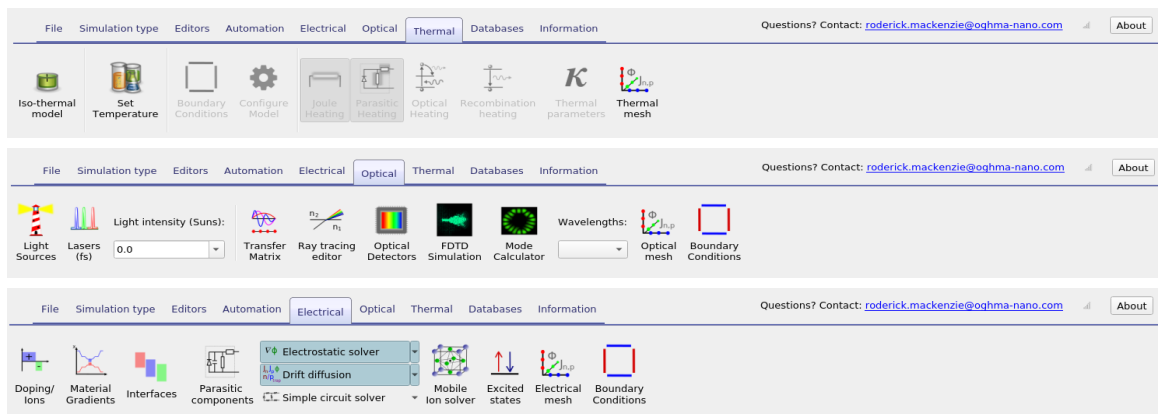 File Simulation type Editors Automation Electrical Optical Thermal Databases Information Questions? Contact: roderick.mackenzie@oghma-nano.com About
Iso-thermal model
Set Temperature
Boundary Conditions
Configure Model
Joule Heating
Parasitic Heating
Optical Heating
Recombination heating
K
Thermal parameters
Φ
Jn,p
Thermal mesh
File Simulation type Editors Automation Electrical Optical Thermal Databases Information Questions? Contact: roderick.mackenzie@oghma-nano.com About
Light Sources
Lasers (fs)
Light intensity (Suns):
0.0
Transfer Matrix
n2
n1
Ray tracing editor
Optical Detectors
FDTD Simulation
Mode Calculator
Wavelengths:
Φ
Jn,p
Optical mesh
Boundary Conditions
File Simulation type Editors Automation Electrical Optical Thermal Databases Information Questions? Contact: roderick.mackenzie@oghma-nano.com About
Doping/ Ions
Material Gradients
Interfaces
Parasitic components
∇Φ Electrostatic solver
Drift diffusion
Simple circuit solver
Mobile Ion solver
Excited states
Φ
Jn,p
Electrical mesh
Boundary Conditions